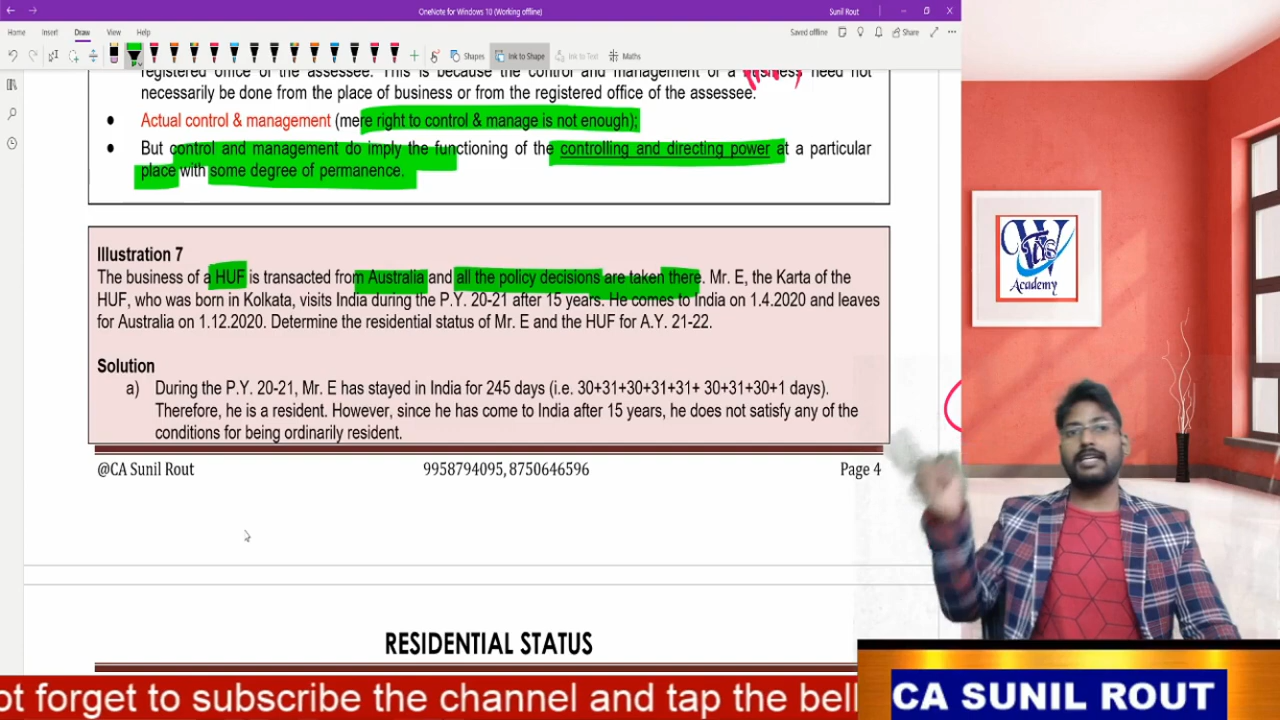 OneNote for Windows 10 (Working offline)
Sunil Rout
Home Insert Draw View Help
Saved offline
Share
Shapes
Ink to Shape
Ink to Text
Maths
registered office of the assessee. This is because the control and management of a business need not
necessarily be done from the place of business or from the registered office of the assessee.
• Actual control & management (mere right to control & manage is not enough);
• But control and management do imply the functioning of the controlling and directing power at a particular
place with some degree of permanence.
Illustration 7
The business of a HUF is transacted from Australia and all the policy decisions are taken there. Mr. E, the Karta of the
HUF, who was born in Kolkata, visits India during the P.Y. 20-21 after 15 years. He comes to India on 1.4.2020 and leaves
for Australia on 1.12.2020. Determine the residential status of Mr. E and the HUF for A.Y. 21-22.
Solution
a) During the P.Y. 20-21, Mr. E has stayed in India for 245 days (i.e. 30+31+30+31+31+ 30+31+30+1 days).
Therefore, he is a resident. However, since he has come to India after 15 years, he does not satisfy any of the
conditions for being ordinarily resident.
@CA Sunil Rout 9958794095, 8750646596 Page 4
RESIDENTIAL STATUS
Academy
ot forget to subscribe the channel and tap the bell
CA SUNIL ROUT